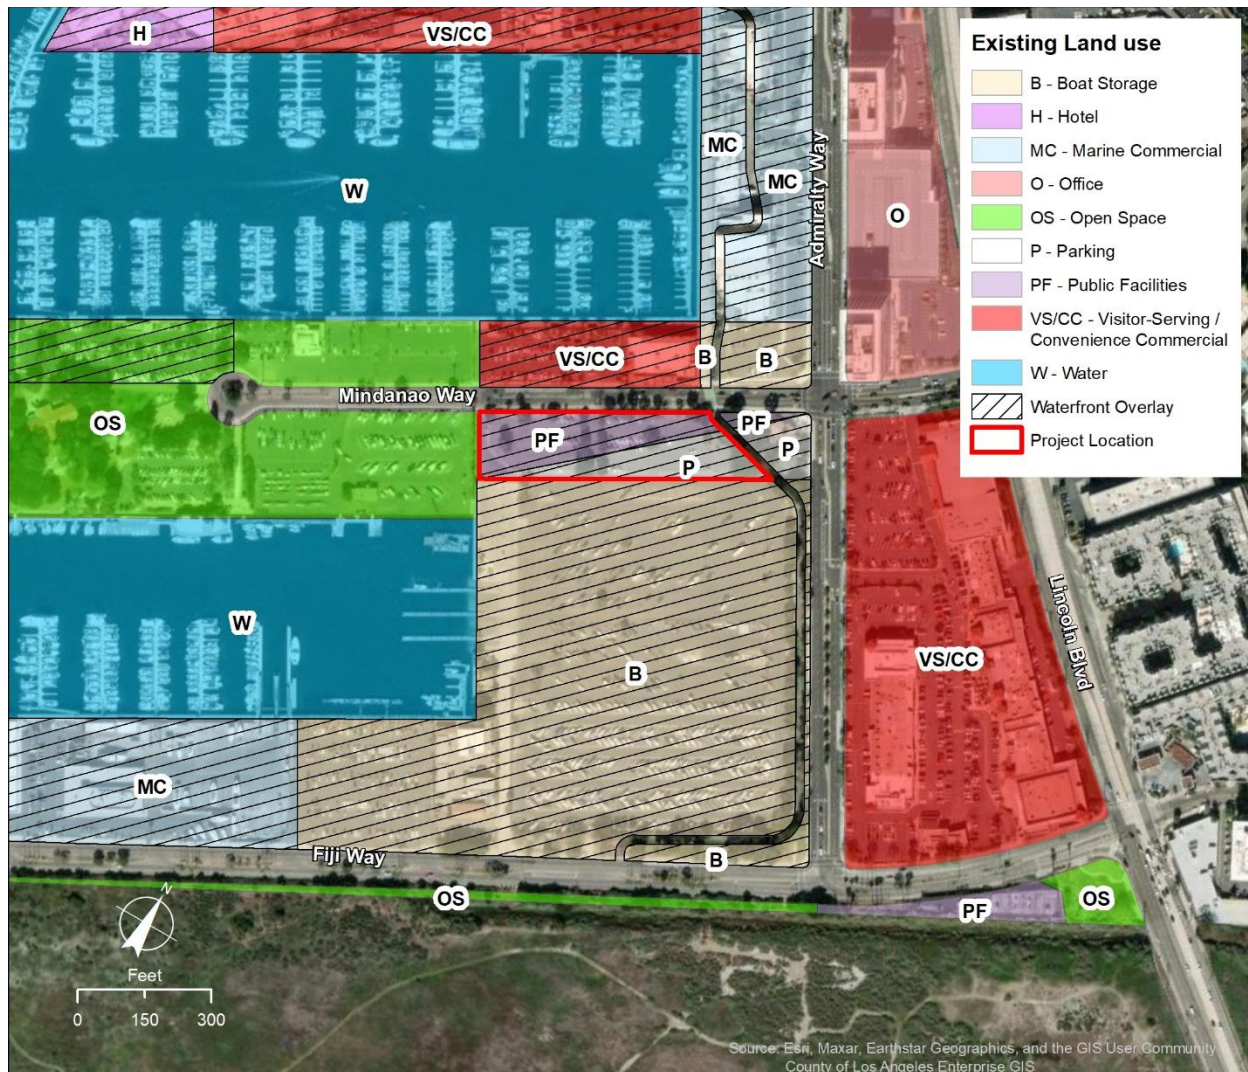 H
VS/CC
Existing Land use
B - Boat Storage
H - Hotel
MC - Marine Commercial
O - Office
OS - Open Space
P - Parking
PF - Public Facilities
VS/CC - Visitor-Serving /
Convenience Commercial
W - Water
Waterfront Overlay
Project Location
MC
MC
W
Admiralty Way
O
VS/CC
B
B
Mindanao Way
OS
PF
PF
P
P
Lincoln Blvd
W
B
VS/CC
MC
Fiji Way
B
OS
PF
OS
N
Feet
0 150 300
Source: Esri, Maxar, Earthstar Geographics, and the GIS User Community
County of Los Angeles Enterprise GIS